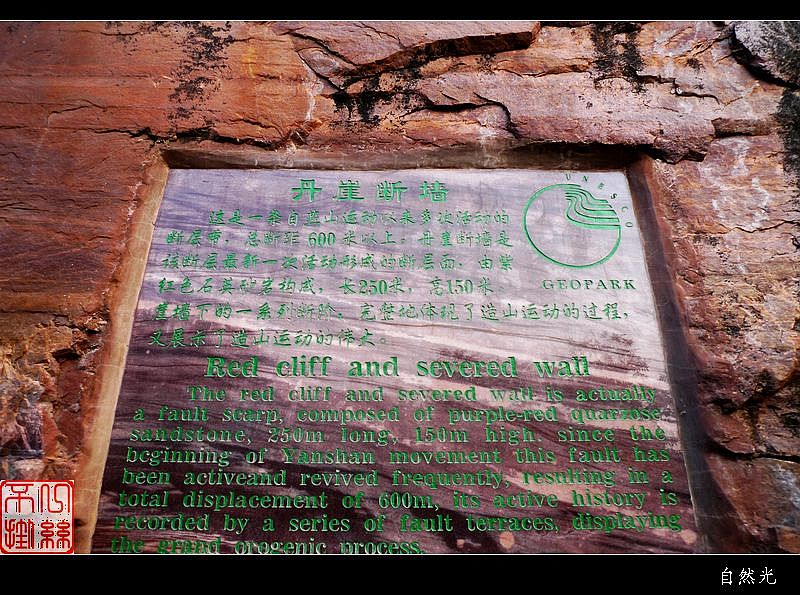 丹崖断墙
这是一条自燕山运动以来多次活动的
断层带，总断距600米以上。丹崖断墙是
该断层最新一次活动形成的断层面，由紫
红色石英砂岩构成，长250米，高150米
崖墙下的一系列断阶，完整地体现了造山运动的过程，
又展示了造山运动的伟大。
UNESCO
GEOPARK
Red cliff and severed wall
The red cliff and severed wall is actually
a fault scarp, composed of purple-red quarzose
sandstone, 250m long, 150m high. since the
beginning of Yanshan movement this fault has
been activeand revived frequently, resulting in a
total displacement of 600m, its active history is
recorded by a series of fault terraces, displaying
the grand orogenic process.
自然光